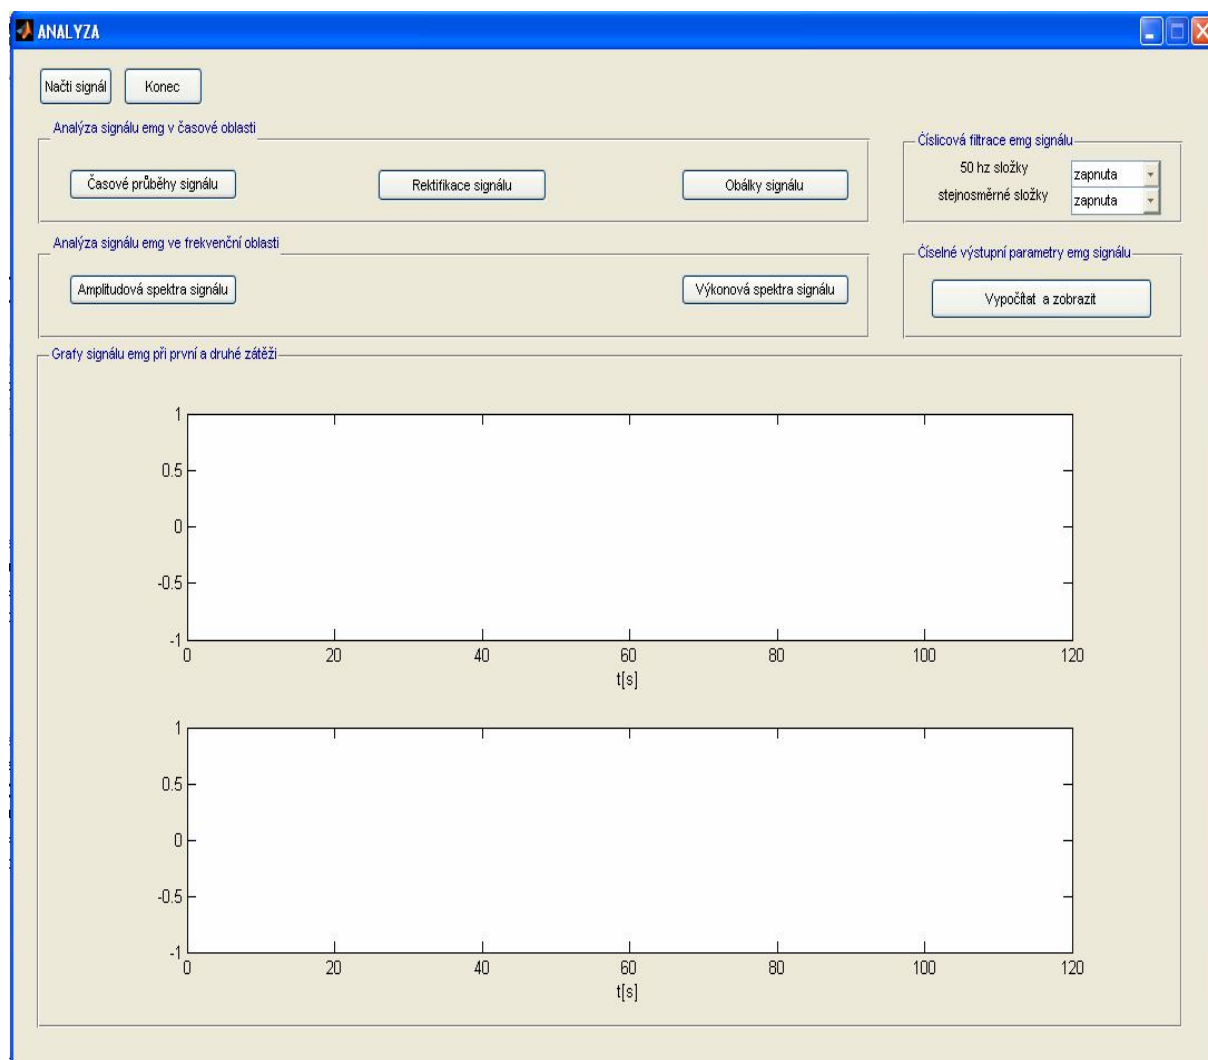 ANALYZA
Načti signál Konec
Analýza signálu emg v časové oblasti
Časové průběhy signálu Rektifikace signálu Obálky signálu
Číslicová filtrace emg signálu
50 hz složky zapnuta
stejnosměrné složky zapnuta
Analýza signálu emg ve frekvenční oblasti
Amplitudová spektra signálu Výkonová spektra signálu
Číselné výstupní parametry emg signálu
Vypočítat a zobrazit
Grafy signálu emg při první a druhé zátěži
1
0.5
0
-0.5
-1
0 20 40 60 80 100 120
t[s]
1
0.5
0
-0.5
-1
0 20 40 60 80 100 120
t[s]